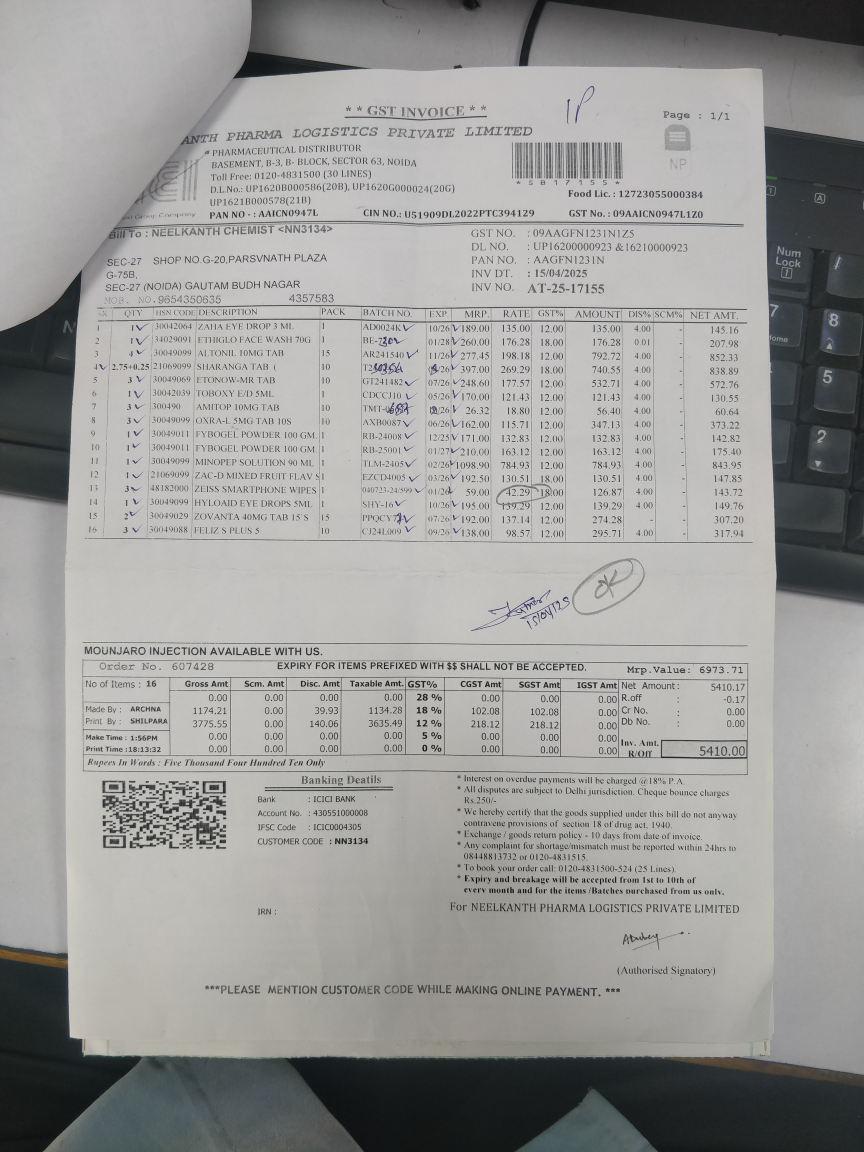 ** GST INVOICE **
1P
Page : 1/1
ANTH PHARMA LOGISTICS PRIVATE LIMITED
* PHARMACEUTICAL DISTRIBUTOR
BASEMENT, B-3, B- BLOCK, SECTOR 63, NOIDA
Toll Free: 0120-4831500 (30 LINES)
D.L.No.: UP1620B000586(20B), UP1620G000024(20G)
UP1621B000578(21B)
NP
*SB17155*
Food Lic. : 12723055000384
Group Company
PAN NO - : AAICN0947L CIN NO.: U51909DL2022PTC394129 GST No. : 09AAICN0947L1Z0
Bill To : NEELKANTH CHEMIST <NN3134>
SEC-27 SHOP NO.G-20,PARSVNATH PLAZA
G-75B,
SEC-27 (NOIDA) GAUTAM BUDH NAGAR
MOB. NO.9654350635 4357583
GST NO. : 09AAGFN1231N1Z5
DL NO. : UP16200000923 &16210000923
PAN NO. : AAGFN1231N
INV DT. : 15/04/2025
INV NO. AT-25-17155
QTY HSN CODE DESCRIPTION PACK BATCH NO. EXP. MRP. RATE GST% AMOUNT DIS% SCM% NET AMT.
1 1 30042064 ZAHA EYE DROP 3 ML 1 AD0024K 10/26 189.00 135.00 12.00 135.00 4.00 - 145.16
2 1 34029091 ETHIGLO FACE WASH 70G 1 BE- 01/28 260.00 176.28 18.00 176.28 0.01 - 207.98
3 4 30049099 ALTONIL 10MG TAB 15 AR241540 11/26 277.45 198.18 12.00 792.72 4.00 - 852.33
4 2.75+0.25 21069099 SHARANGA TAB ( 10 /26 397.00 269.29 18.00 740.55 4.00 - 838.89
5 3 30049069 ETONOW-MR TAB 10 GT241482 07/26 248.60 177.57 12.00 532.71 4.00 - 572.76
6 1 30042039 TOBOXY E/D 5ML 1 CDCCJ10 05/26 170.00 121.43 12.00 121.43 4.00 - 130.55
7 3 300490 AMITOP 10MG TAB 10 TMT- /26 26.32 18.80 12.00 56.40 4.00 - 60.64
8 3 30049099 OXRA-L 5MG TAB 10S 10 AXB0087 06/26 162.00 115.71 12.00 347.13 4.00 - 373.22
9 1 30049011 FYBOGEL POWDER 100 GM 1 RB-24008 12/25 171.00 132.83 12.00 132.83 4.00 - 142.82
10 1 30049011 FYBOGEL POWDER 100 GM. 1 RB-25001 01/27 210.00 163.12 12.00 163.12 4.00 - 175.40
11 1 30049099 MINOPEP SOLUTION 90 ML 1 TLM-2405 02/26 1098.90 784.93 12.00 784.93 4.00 - 843.95
12 1 21069099 ZAC-D MIXED FRUIT FLAV S 1 EZCD4005 03/26 192.50 130.51 18.00 130.51 4.00 - 147.85
13 3 48182000 ZEISS SMARTPHONE WIPES 1 040723-24/599 01/26 59.00 42.29 18.00 126.87 4.00 - 143.72
14 1 30049099 HYLOAID EYE DROPS 5ML 1 SHY-16 10/26 195.00 139.29 12.00 139.29 4.00 - 149.76
15 2 30049029 ZOVANTA 40MG TAB 15`S 15 PPQCY 07/26 192.00 137.14 12.00 274.28 - - 307.20
16 3 30049088 FELIZ S PLUS 5 10 CJ24L009 09/26 138.00 98.57 12.00 295.71 4.00 - 317.94
15/04/25
OK
MOUNJARO INJECTION AVAILABLE WITH US.
Order No. 607428 EXPIRY FOR ITEMS PREFIXED WITH $$ SHALL NOT BE ACCEPTED. Mrp.Value: 6973.71
No of Items : 16 Gross Amt Scm. Amt Disc. Amt Taxable Amt. GST% CGST Amt SGST Amt IGST Amt Net Amount : 5410.17
0.00 0.00 0.00 0.00 28 % 0.00 0.00 0.00 R.off -0.17
Made By : ARCHNA 1174.21 0.00 39.93 1134.28 18 % 102.08 102.08 0.00 Cr No. : 0.00
Print By : SHILPARA 3775.55 0.00 140.06 3635.49 12 % 218.12 218.12 0.00 Db No. : 0.00
Make Time : 1:56PM 0.00 0.00 0.00 0.00 5 % 0.00 0.00 0.00
Print Time :18:13:32 0.00 0.00 0.00 0.00 0 % 0.00 0.00 0.00 Inv. Amt. R/Off 5410.00
Rupees In Words : Five Thousand Four Hundred Ten Only
Banking Deatils
Bank : ICICI BANK
Account No. : 430551000008
IFSC Code : ICIC0004305
CUSTOMER CODE : NN3134
* Interest on overdue payments will be charged @18% P.A.
* All disputes are subject to Delhi jurisdiction. Cheque bounce charges
Rs.250/-
* We hereby certify that the goods supplied under this bill do not anyway
contravene provisions of section 18 of drug act, 1940.
* Exchange / goods return policy - 10 days from date of invoice.
* Any complaint for shortage/mismatch must be reported within 24hrs to
08448813732 or 0120-4831515.
* To book your order call: 0120-4831500-524 (25 Lines).
* Expiry and breakage will be accepted from 1st to 10th of
every month and for the items /Batches purchased from us only.
IRN :
For NEELKANTH PHARMA LOGISTICS PRIVATE LIMITED
(Authorised Signatory)
***PLEASE MENTION CUSTOMER CODE WHILE MAKING ONLINE PAYMENT. ***
Num
Lock
1
7
Home
8
5
2
/
A